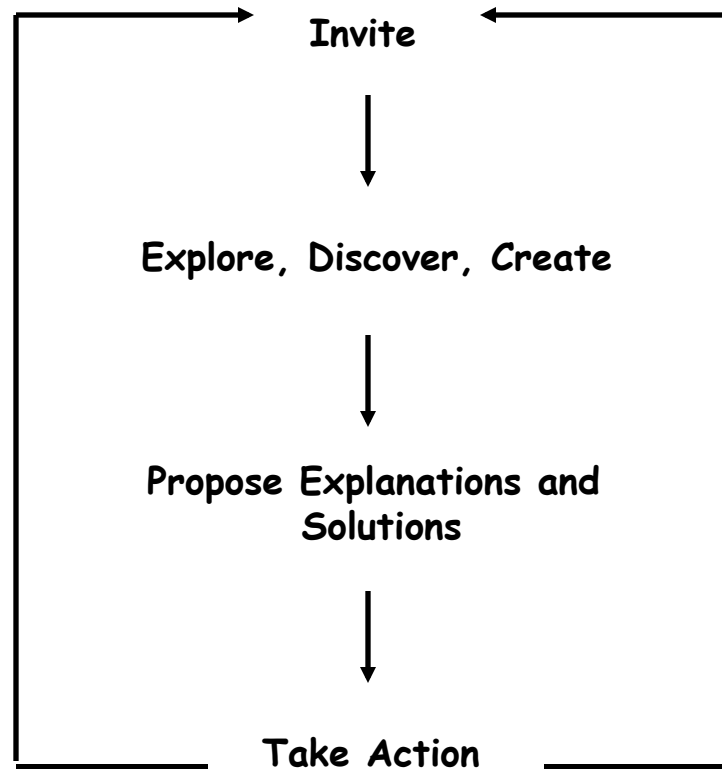 Invite
Explore, Discover, Create
Propose Explanations and
Solutions
Take Action